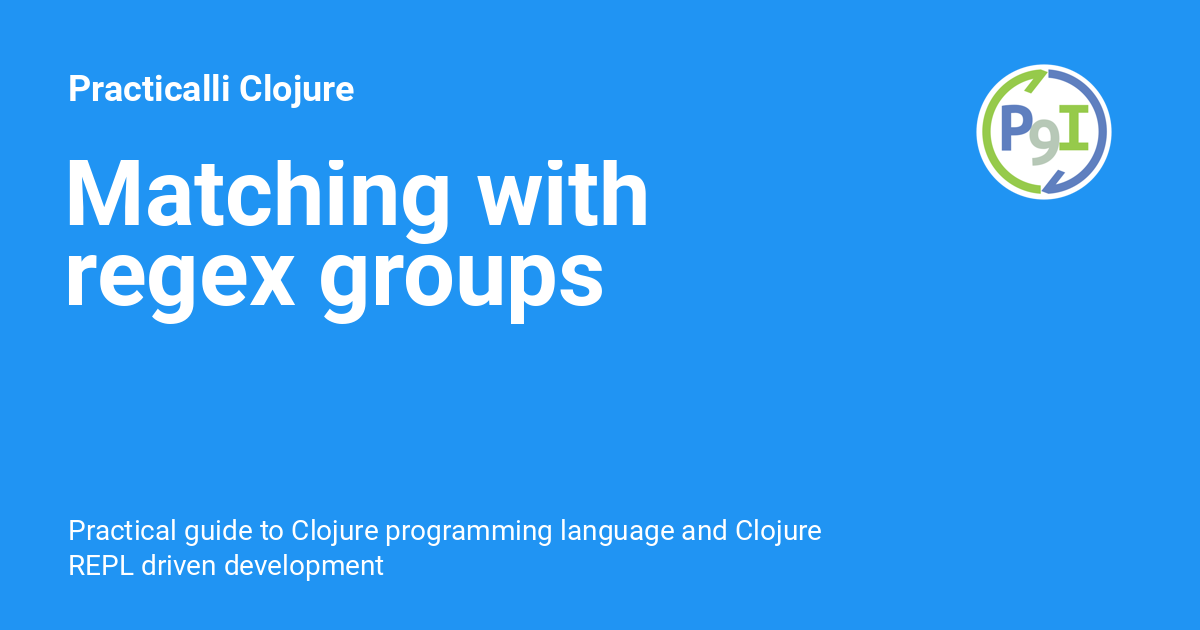 Practicalli Clojure
P9I
Matching with
regex groups
Practical guide to Clojure programming language and Clojure
REPL driven development